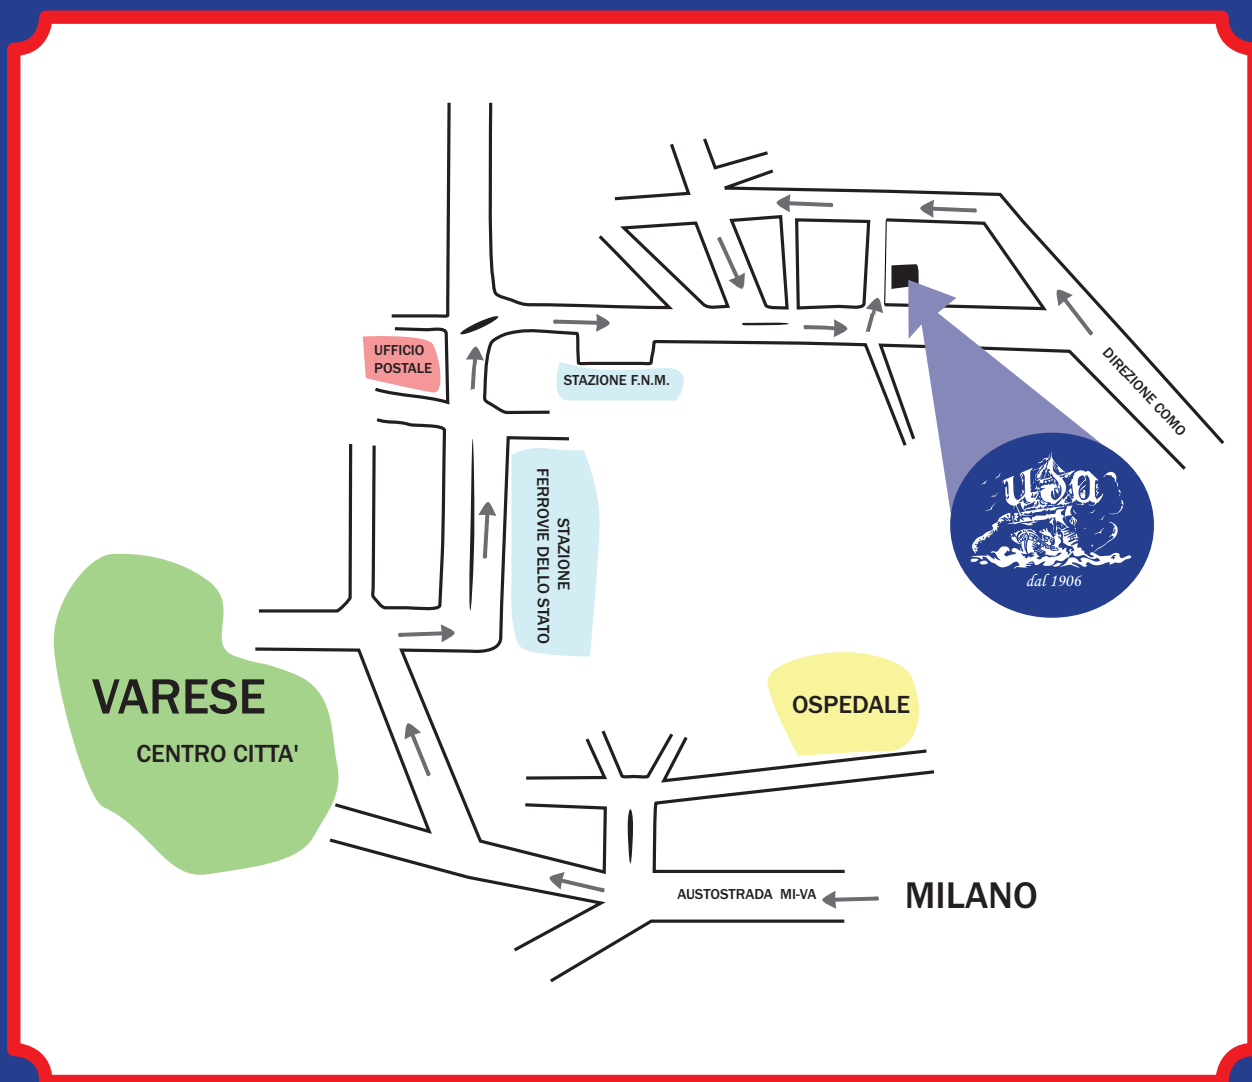 UFFICIO
POSTALE
STAZIONE F.N.M.
DIREZIONE COMO
STAZIONE
FERROVIE DELLO STATO
uda
dal 1906
VARESE
CENTRO CITTA'
OSPEDALE
AUSTOSTRADA MI-VA
MILANO